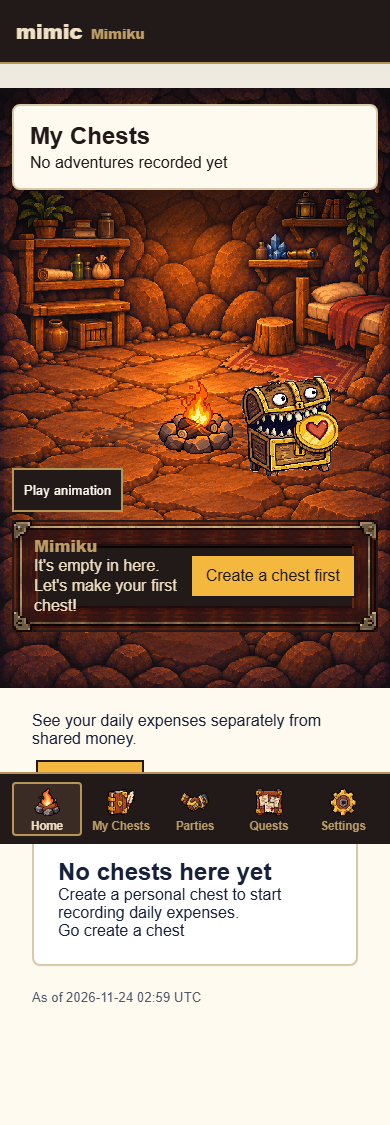 mimic Mimiku
My Chests
No adventures recorded yet
Play animation
Mimiku
It's empty in here.
Let's make your first
chest!
Create a chest first
See your daily expenses separately from
shared money.
Home
My Chests
Parties
Quests
Settings
No chests here yet
Create a personal chest to start
recording daily expenses.
Go create a chest
As of 2026-11-24 02:59 UTC